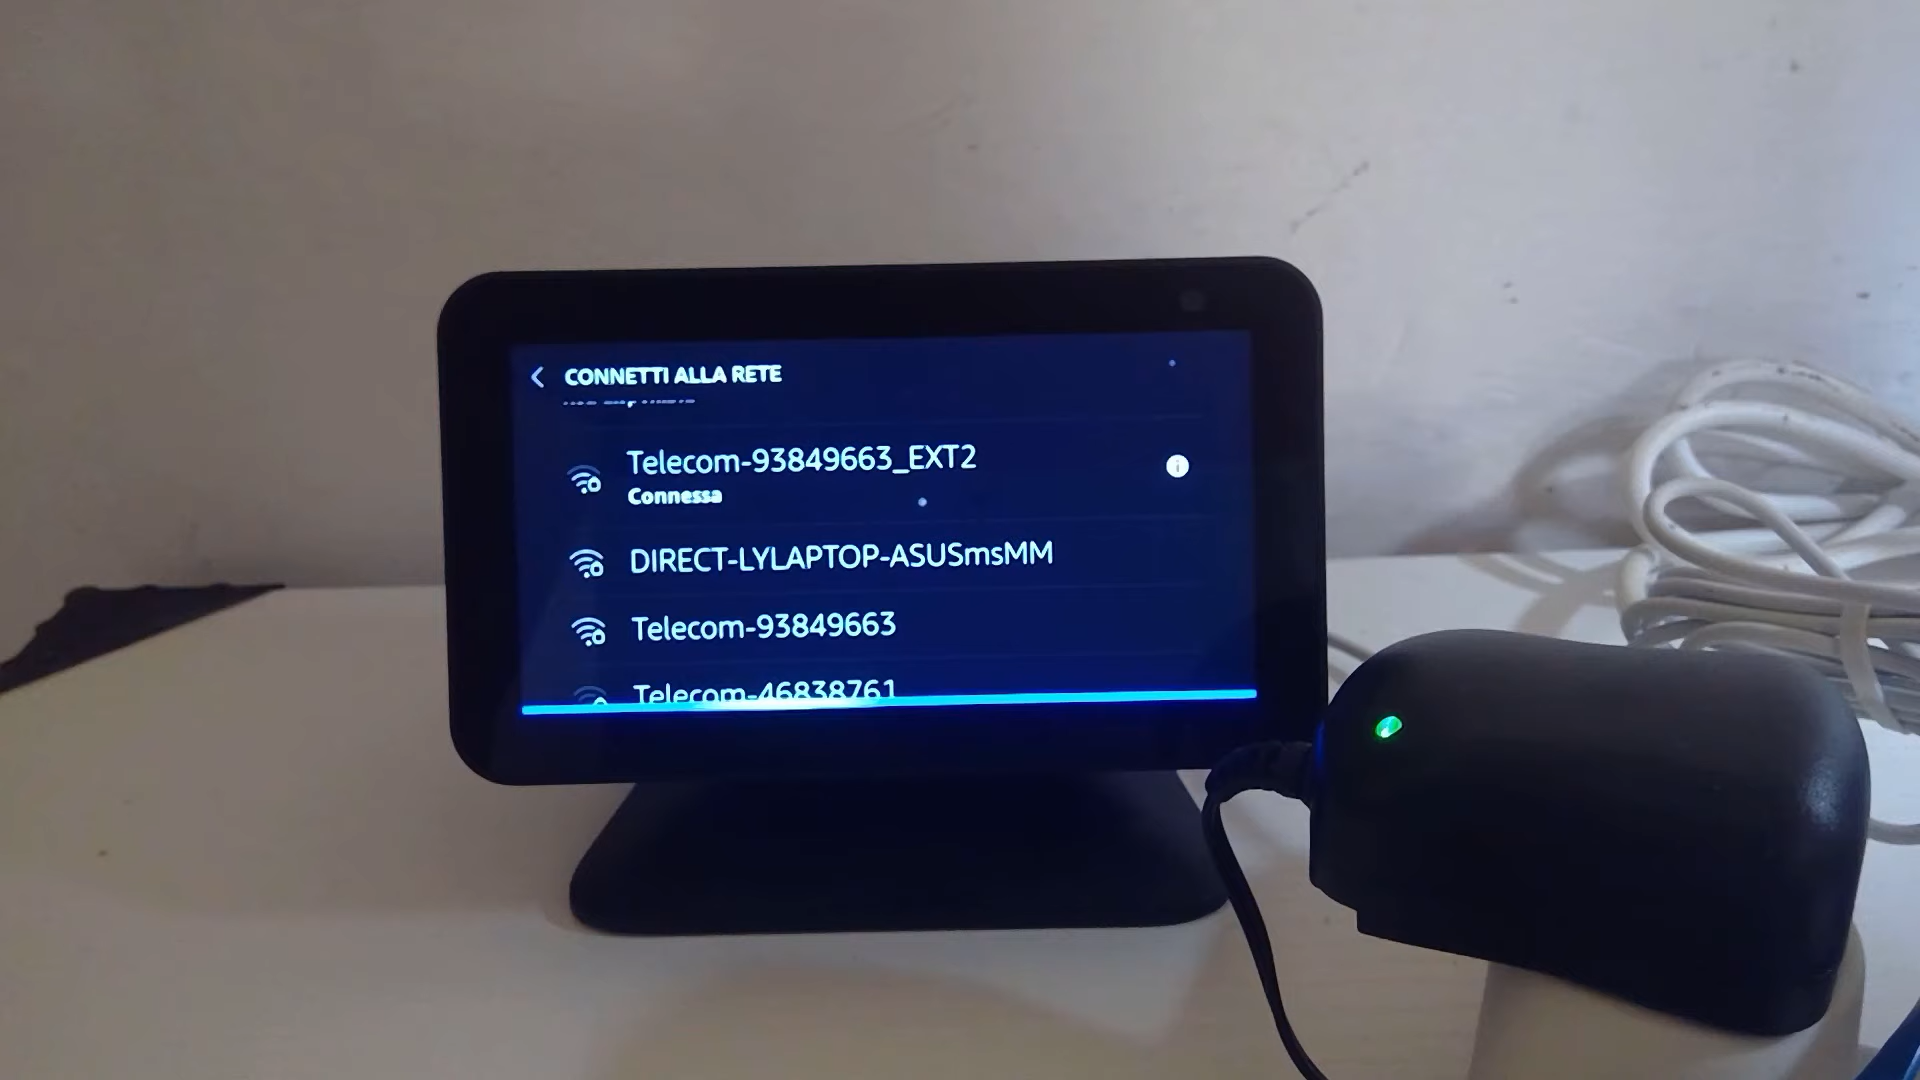 CONNETTI ALLA RETE
Telecom-93849663_EXT2
Connessa
DIRECT-LYLAPTOP-ASUSmsMM
Telecom-93849663
Telecom-46838761